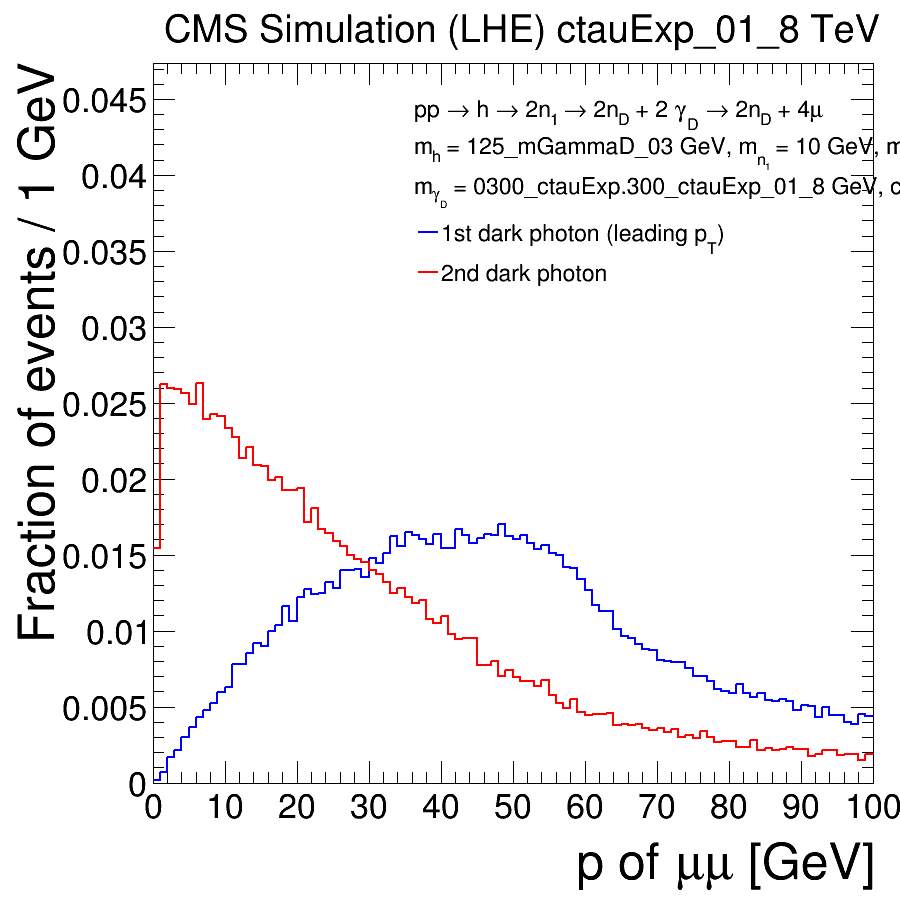 CMS Simulation (LHE) ctauExp_01_8 TeV
pp → h → 2n1 → 2nD + 2 γD → 2nD + 4μ
mh = 125_mGammaD_03 GeV, mn1 = 10 GeV, m
mγD = 0300_ctauExp.300_ctauExp_01_8 GeV, c
1st dark photon (leading pT)
2nd dark photon
Fraction of events / 1 GeV
0.045
0.04
0.035
0.03
0.025
0.02
0.015
0.01
0.005
0
0 10 20 30 40 50 60 70 80 90 100
p of μμ [GeV]